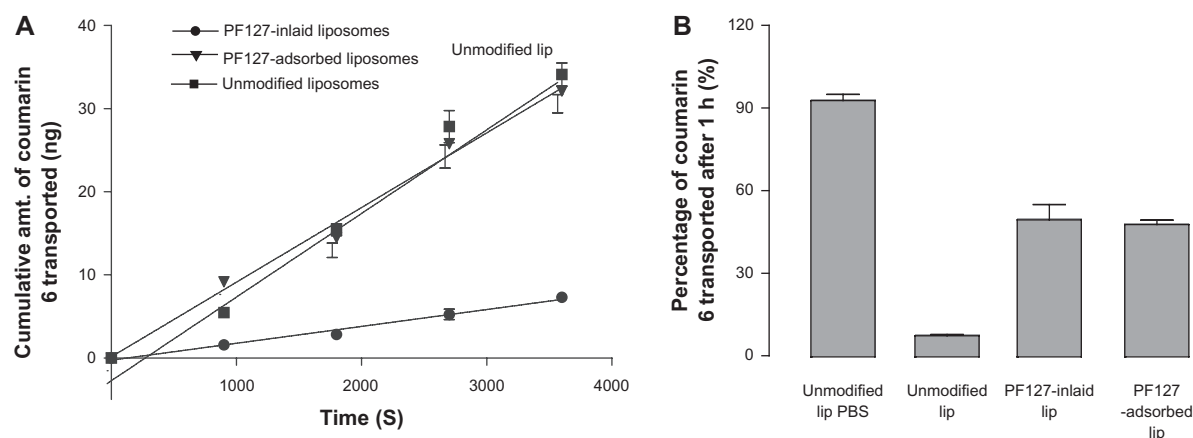 A
Cumulative amt. of coumarin
6 transported (ng)
40
30
20
10
0
1000
2000
3000
4000
Time (S)
PF127-inlaid liposomes
PF127-adsorbed liposomes
Unmodified liposomes
Unmodified lip
B
Percentage of coumarin
6 transported after 1 h (%)
120
90
60
30
0
Unmodified
lip PBS
Unmodified
lip
PF127-inlaid
lip
PF127
-adsorbed
lip